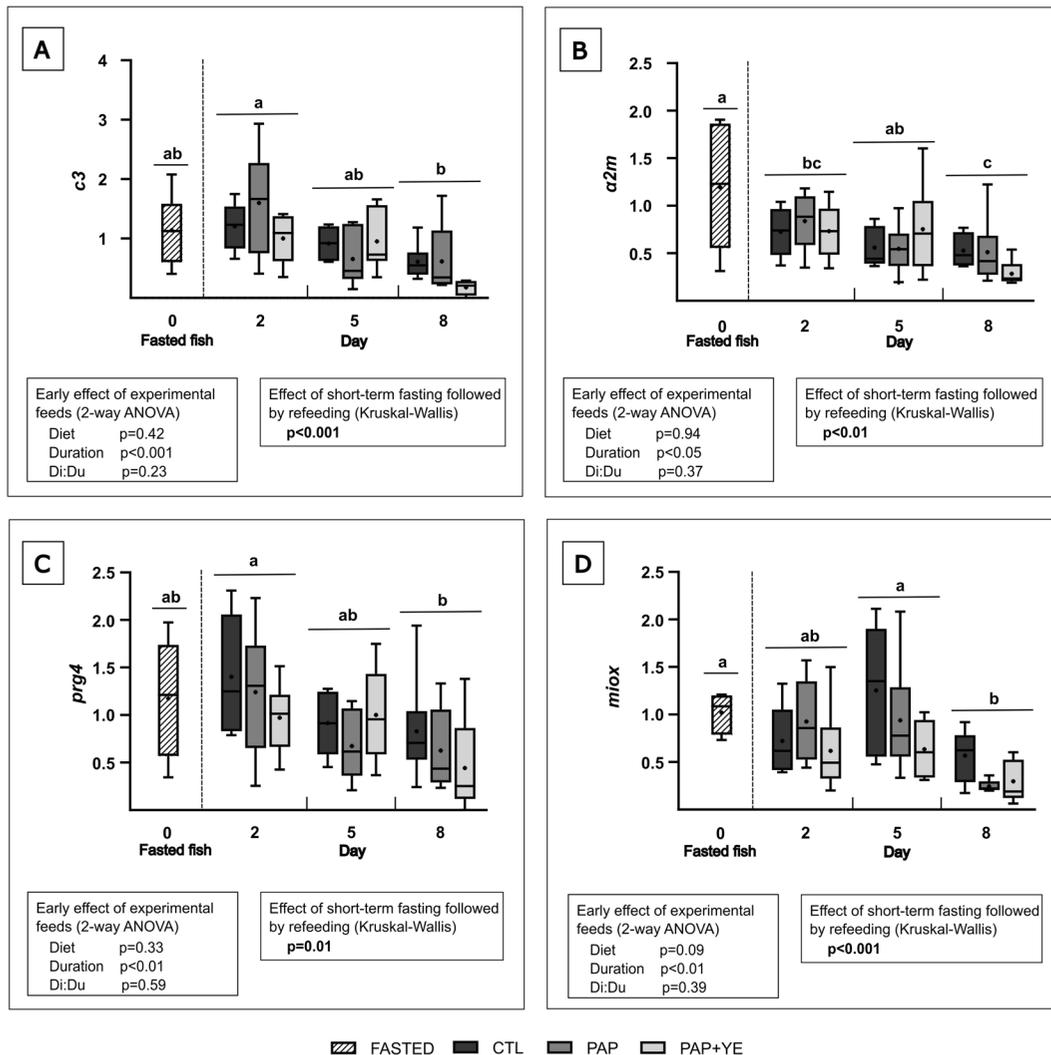 A
c3
4
3
2
1
ab
a
ab
b
0
2
5
8
Fasted fish
Day
Early effect of experimental
feeds (2-way ANOVA)
Diet p=0.42
Duration p<0.001
Di:Du p=0.23
Effect of short-term fasting followed
by refeeding (Kruskal-Wallis)
p<0.001
B
α2m
2.5
2.0
1.5
1.0
0.5
a
bc
ab
c
0
2
5
8
Fasted fish
Day
Early effect of experimental
feeds (2-way ANOVA)
Diet p=0.94
Duration p<0.05
Di:Du p=0.37
Effect of short-term fasting followed
by refeeding (Kruskal-Wallis)
p<0.01
C
prg4
2.5
2.0
1.5
1.0
0.5
ab
a
ab
b
0
2
5
8
Fasted fish
Day
Early effect of experimental
feeds (2-way ANOVA)
Diet p=0.33
Duration p<0.01
Di:Du p=0.59
Effect of short-term fasting followed
by refeeding (Kruskal-Wallis)
p=0.01
D
miox
2.5
2.0
1.5
1.0
0.5
a
ab
a
b
0
2
5
8
Fasted fish
Day
Early effect of experimental
feeds (2-way ANOVA)
Diet p=0.09
Duration p<0.01
Di:Du p=0.39
Effect of short-term fasting followed
by refeeding (Kruskal-Wallis)
p<0.001
FASTED CTL PAP PAP+YE